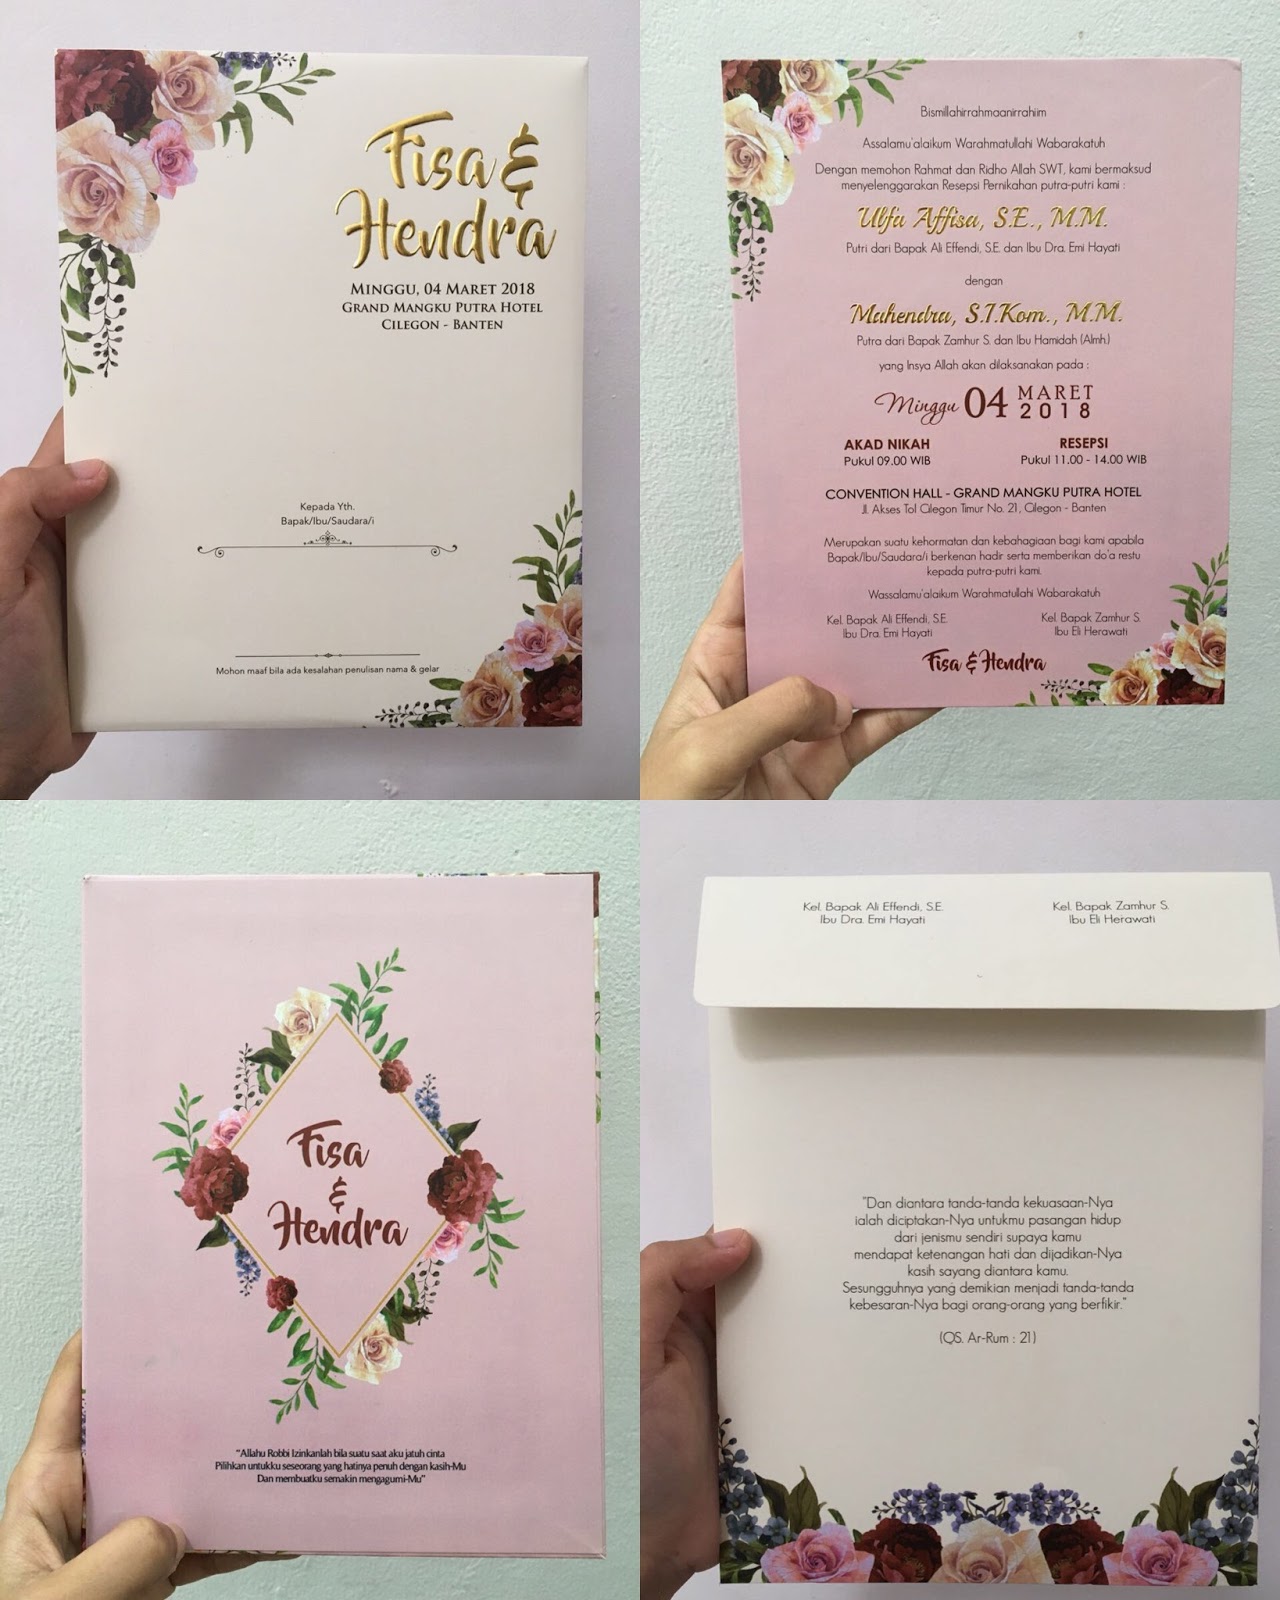 Fisa &
Hendra
Minggu, 04 Maret 2018
Grand Mangku Putra Hotel
Cilegon - Banten
Kepada Yth.
Bapak/Ibu/Saudara/i
Mohon maaf bila ada kesalahan penulisan nama & gelar
Bismillahirrahmaanirrahiim
Assalamu'alaikum Warahmatullahi Wabarakatuh
Dengan memohon Rahmat dan Ridho Allah SWT, kami bermaksud
menyelenggarakan Resepsi Pernikahan putra-putri kami :
Ulfa Affisa, S.E., M.M.
Putri dari Bapak Ali Effendi, S.E. dan Ibu Dra. Emi Hayati
dengan
Mahendra, S.I.Kom., M.M.
Putra dari Bapak Zamhur S. dan Ibu Hamidah (Almh.)
yang Insya Allah akan dilaksanakan pada :
Minggu 04 MARET 2018
AKAD NIKAH
Pukul 09.00 WIB
RESEPSI
Pukul 11.00 - 14.00 WIB
CONVENTION HALL - GRAND MANGKU PUTRA HOTEL
Jl. Akses Tol Cilegon Timur No. 21, Cilegon - Banten
Merupakan suatu kehormatan dan kebahagiaan bagi kami apabila
Bapak/Ibu/Saudara/i berkenan hadir serta memberikan do'a restu
kepada putra-putri kami.
Wassalamu'alaikum Warahmatullahi Wabarakatuh
Kel. Bapak Ali Effendi, S.E.
Ibu Dra. Emi Hayati
Kel. Bapak Zamhur S.
Ibu Eli Herawati
Fisa & Hendra
Fisa
&
Hendra
"Allahu Robbi Izinkanlah bila suatu saat aku jatuh cinta
Pilihkan untukku seseorang yang hatinya penuh dengan kasih-Mu
Dan membuatku semakin mengagumi-Mu"
Kel. Bapak Ali Effendi, S.E.
Ibu Dra. Emi Hayati
Kel. Bapak Zamhur S.
Ibu Eli Herawati
"Dan diantara tanda-tanda kekuasaan-Nya
ialah diciptakan-Nya untukmu pasangan hidup
dari jenismu sendiri supaya kamu
mendapat ketenangan hati dan dijadikan-Nya
kasih sayang diantara kamu.
Sesungguhnya yang demikian menjadi tanda-tanda
kebesaran-Nya bagi orang-orang yang berfikir."
(QS. Ar-Rum : 21)